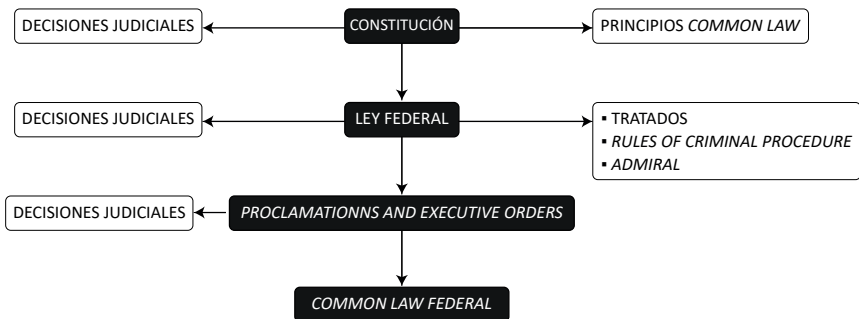 DECISIONES JUDICIALES
CONSTITUCIÓN
PRINCIPIOS COMMON LAW
DECISIONES JUDICIALES
LEY FEDERAL
▪ TRATADOS
▪ RULES OF CRIMINAL PROCEDURE
▪ ADMIRAL
DECISIONES JUDICIALES
PROCLAMATIONNS AND EXECUTIVE ORDERS
COMMON LAW FEDERAL